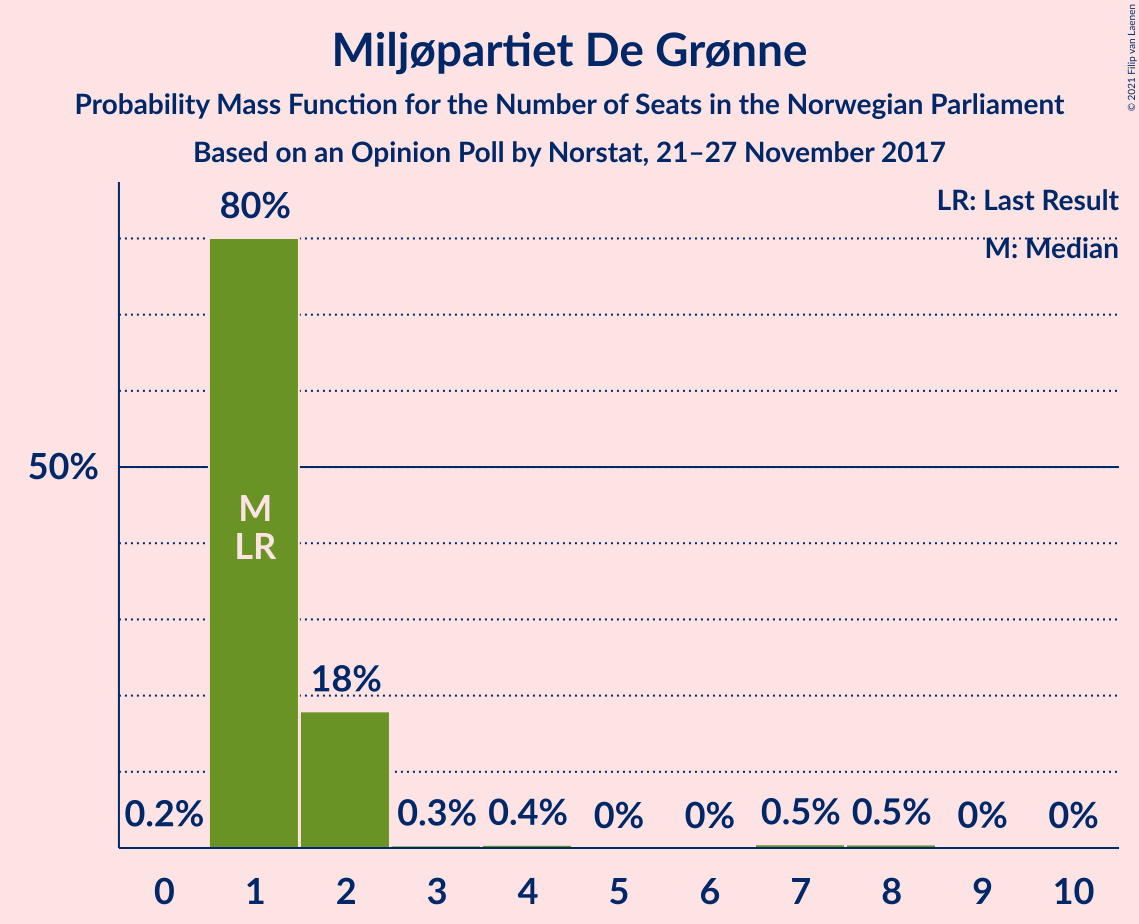 Miljøpartiet De Grønne
Probability Mass Function for the Number of Seats in the Norwegian Parliament
Based on an Opinion Poll by Norstat, 21–27 November 2017
© 2021 Filip van Laenen
LR: Last Result
M: Median
80%
50%
M
LR
18%
0.2%
0.3%
0.4%
0%
0%
0.5%
0.5%
0%
0%
0 1 2 3 4 5 6 7 8 9 10